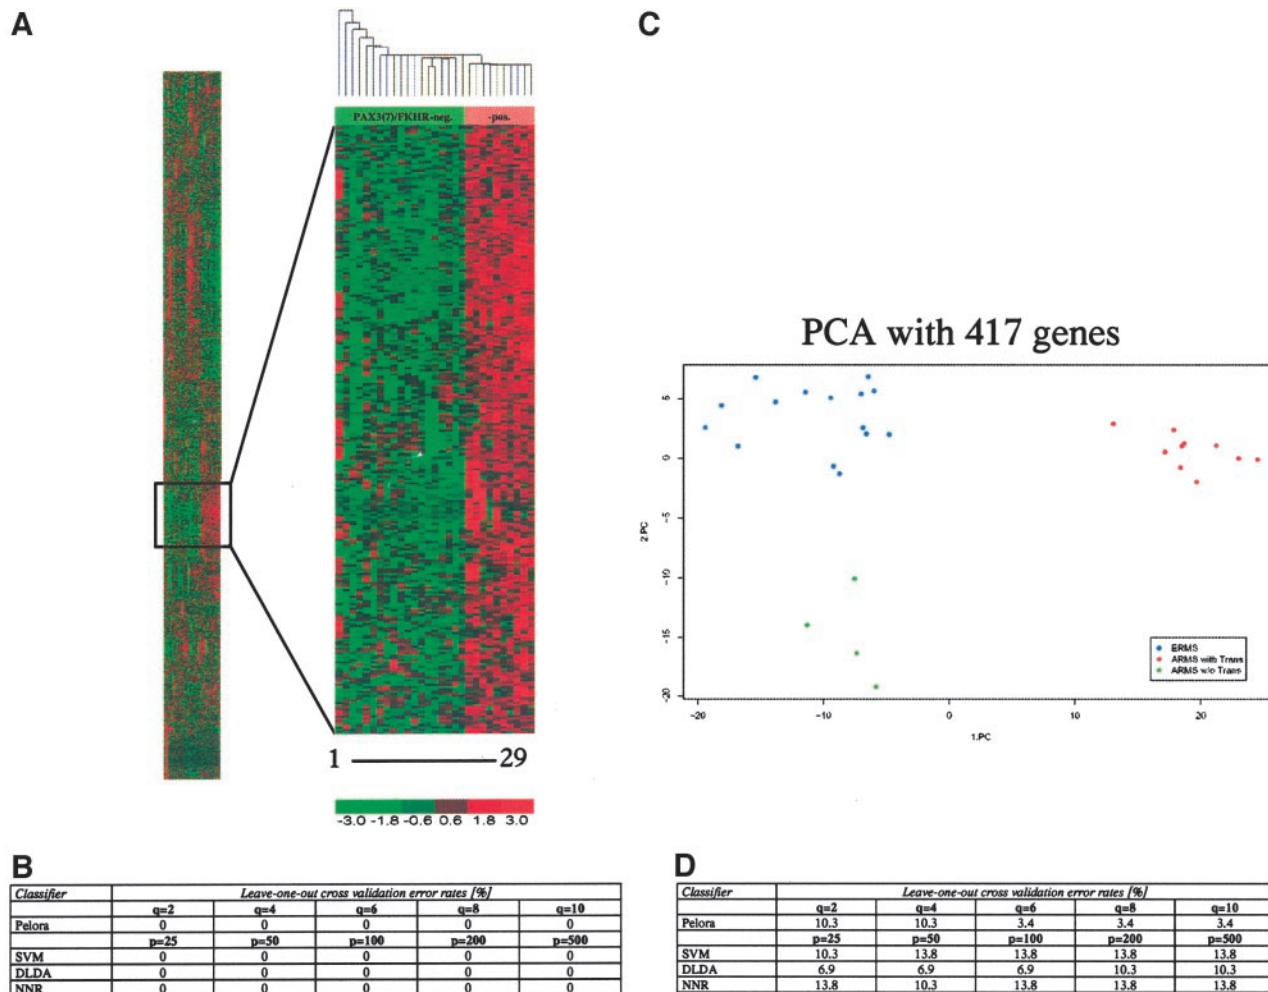 A
PAX3(7)/FKHR-neg. -pos.
1 29
-3.0 -1.8 -0.6 0.6 1.8 3.0
B
Classifier Leave-one-out cross validation error rates [%]
q=2 q=4 q=6 q=8 q=10
Pelora 0 0 0 0 0
p=25 p=50 p=100 p=200 p=500
SVM 0 0 0 0 0
DLDA 0 0 0 0 0
NNR 0 0 0 0 0
C
PCA with 417 genes
2.PC
5
0
-5
-10
-15
-20
ERMS
ARMS with Trans
ARMS w/o Trans
-20 -10 0 10 20
1.PC
D
Classifier Leave-one-out cross validation error rates [%]
q=2 q=4 q=6 q=8 q=10
Pelora 10.3 10.3 3.4 3.4 3.4
p=25 p=50 p=100 p=200 p=500
SVM 10.3 13.8 13.8 13.8 13.8
DLDA 6.9 6.9 6.9 10.3 10.3
NNR 13.8 10.3 13.8 13.8 13.8